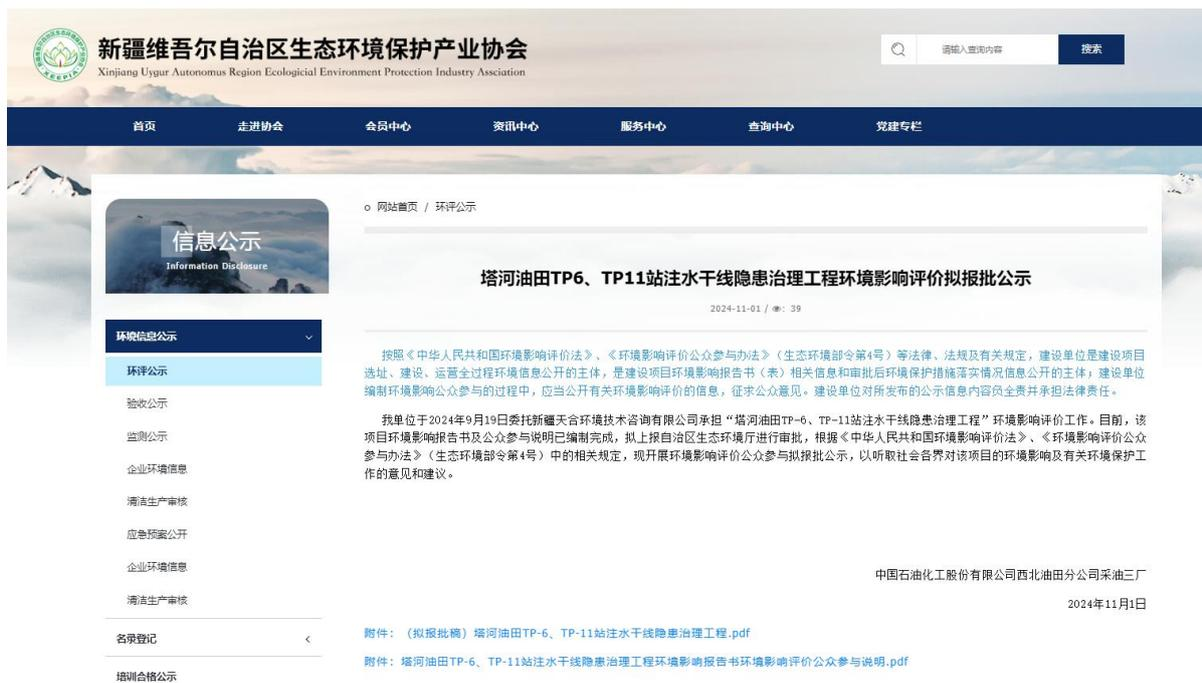 新疆维吾尔自治区生态环境保护产业协会
Xinjiang Uygur Autonomus Region Ecologicial Environment Protection Industry Assciation
请输入查询内容
搜索
首页 走进协会 会员中心 资讯中心 服务中心 查询中心 党建专栏
信息公示
Information Disclosure
环境信息公示
环评公示
验收公示
监测公示
企业环境信息
清洁生产审核
应急预案公开
企业环境信息
清洁生产审核
名录登记
培训合格公示
网站首页 / 环评公示
塔河油田TP6、TP11站注水干线隐患治理工程环境影响评价拟报批公示
2024-11-01 / : 39
按照《中华人民共和国环境影响评价法》、《环境影响评价公众参与办法》（生态环境部令第4号）等法律、法规及有关规定，建设单位是建设项目
选址、建设、运营全过程环境信息公开的主体，是建设项目环境影响报告书（表）相关信息和审批后环境保护措施落实情况信息公开的主体；建设单位
编制环境影响公众参与的过程中，应当公开有关环境影响评价的信息，征求公众意见。建设单位对所发布的公示信息内容负全责并承担法律责任。
我单位于2024年9月19日委托新疆天合环境技术咨询有限公司承担“塔河油田TP-6、TP-11站注水干线隐患治理工程”环境影响评价工作。目前，该
项目环境影响报告书及公众参与说明已编制完成，拟上报自治区生态环境厅进行审批，根据《中华人民共和国环境影响评价法》、《环境影响评价公众
参与办法》（生态环境部令第4号）中的相关规定，现开展环境影响评价公众参与拟报批公示，以听取社会各界对该项目的环境影响及有关环境保护工
作的意见和建议。
中国石油化工股份有限公司西北油田分公司采油三厂
2024年11月1日
附件：（拟报批稿）塔河油田TP-6、TP-11站注水干线隐患治理工程.pdf
附件：塔河油田TP-6、TP-11站注水干线隐患治理工程环境影响报告书环境影响评价公众参与说明.pdf